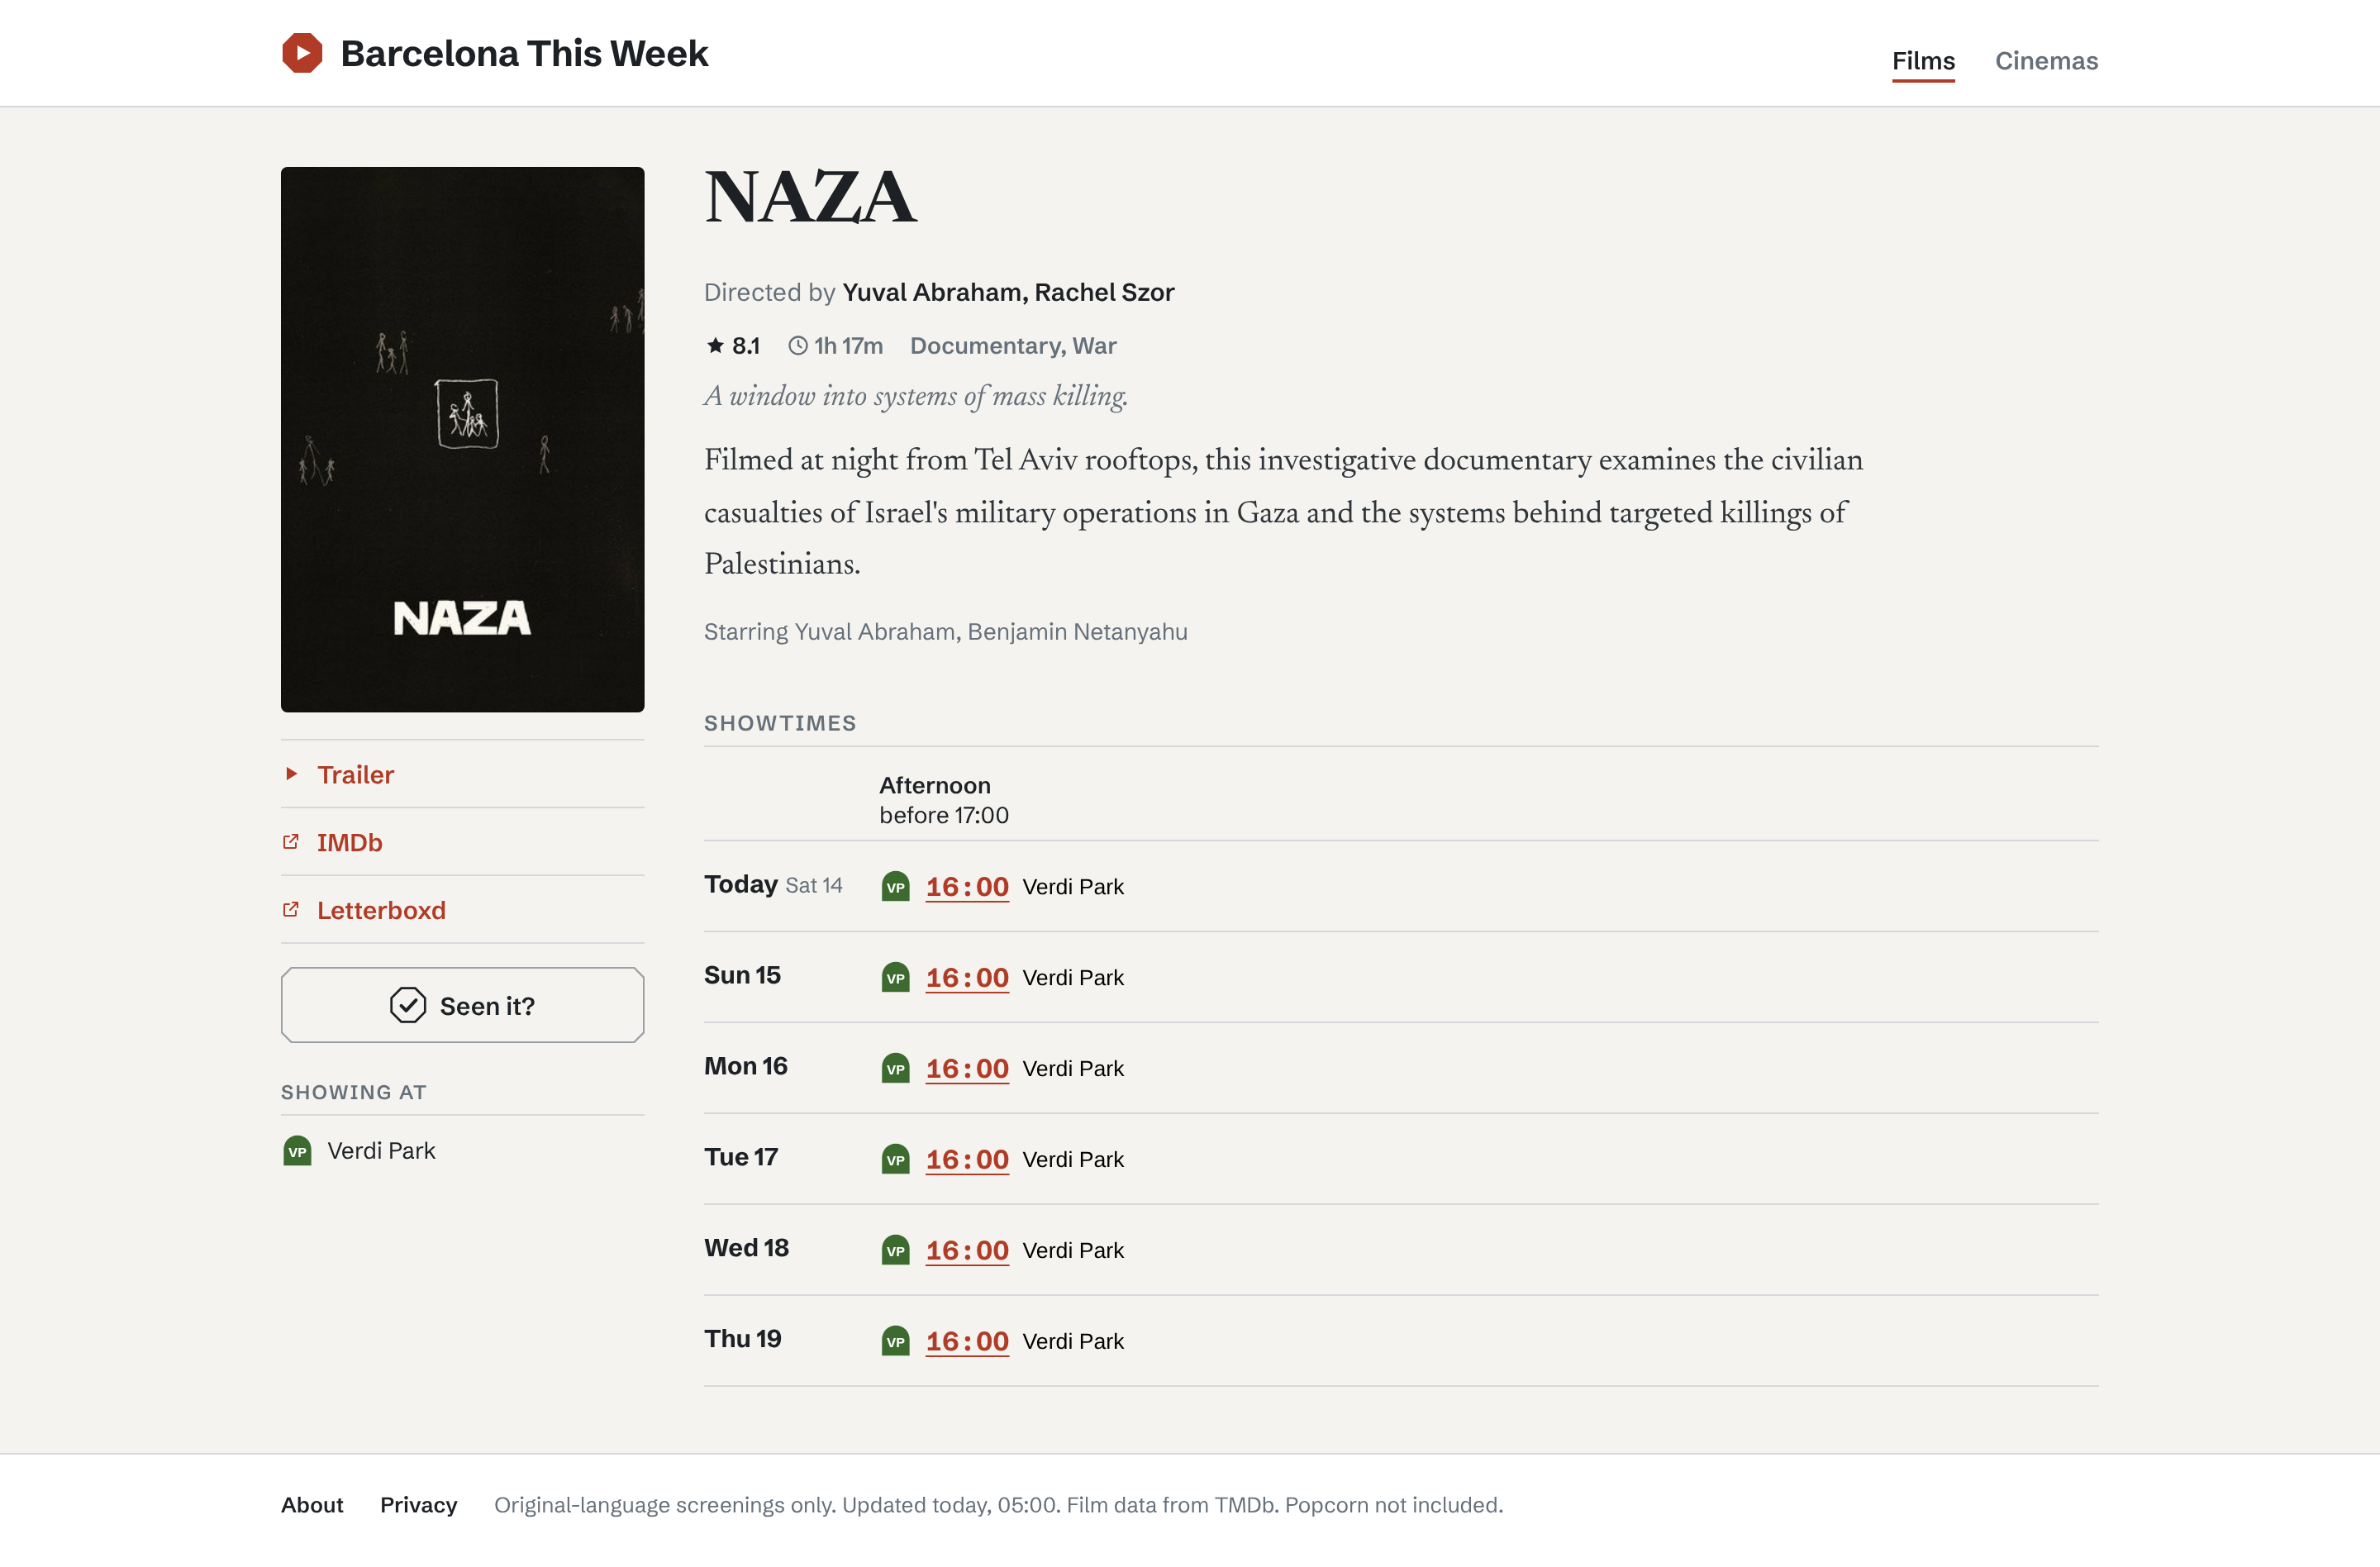 Barcelona This Week
Films
Cinemas
NAZA
Trailer
IMDb
Letterboxd
Seen it?
SHOWING AT
VP Verdi Park
NAZA
Directed by Yuval Abraham, Rachel Szor
8.1 1h 17m Documentary, War
A window into systems of mass killing.
Filmed at night from Tel Aviv rooftops, this investigative documentary examines the civilian
casualties of Israel's military operations in Gaza and the systems behind targeted killings of
Palestinians.
Starring Yuval Abraham, Benjamin Netanyahu
SHOWTIMES
Afternoon
before 17:00
Today Sat 14 VP 16:00 Verdi Park
Sun 15 VP 16:00 Verdi Park
Mon 16 VP 16:00 Verdi Park
Tue 17 VP 16:00 Verdi Park
Wed 18 VP 16:00 Verdi Park
Thu 19 VP 16:00 Verdi Park
About Privacy Original-language screenings only. Updated today, 05:00. Film data from TMDb. Popcorn not included.